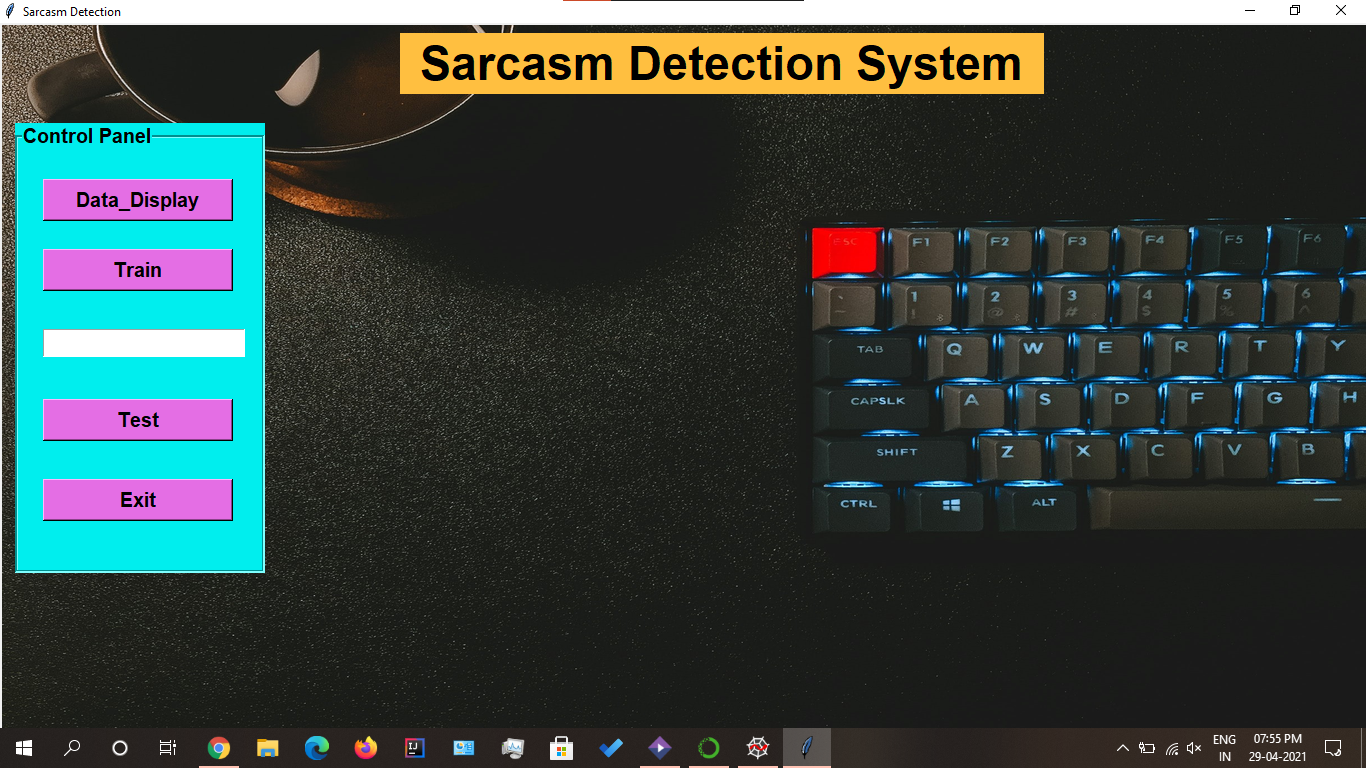 Sarcasm Detection
Sarcasm Detection System
Control Panel
Data_Display
Train
Test
Exit
ESC F1 F2 F3 F4 F5 F6
` 1 2 3 4 5 6
~ ! @ # $ % ^
TAB Q W E R T Y
CAPSLK A S D F G H
SHIFT Z X C V B
CTRL ALT
ENG 07:55 PM
IN 29-04-2021